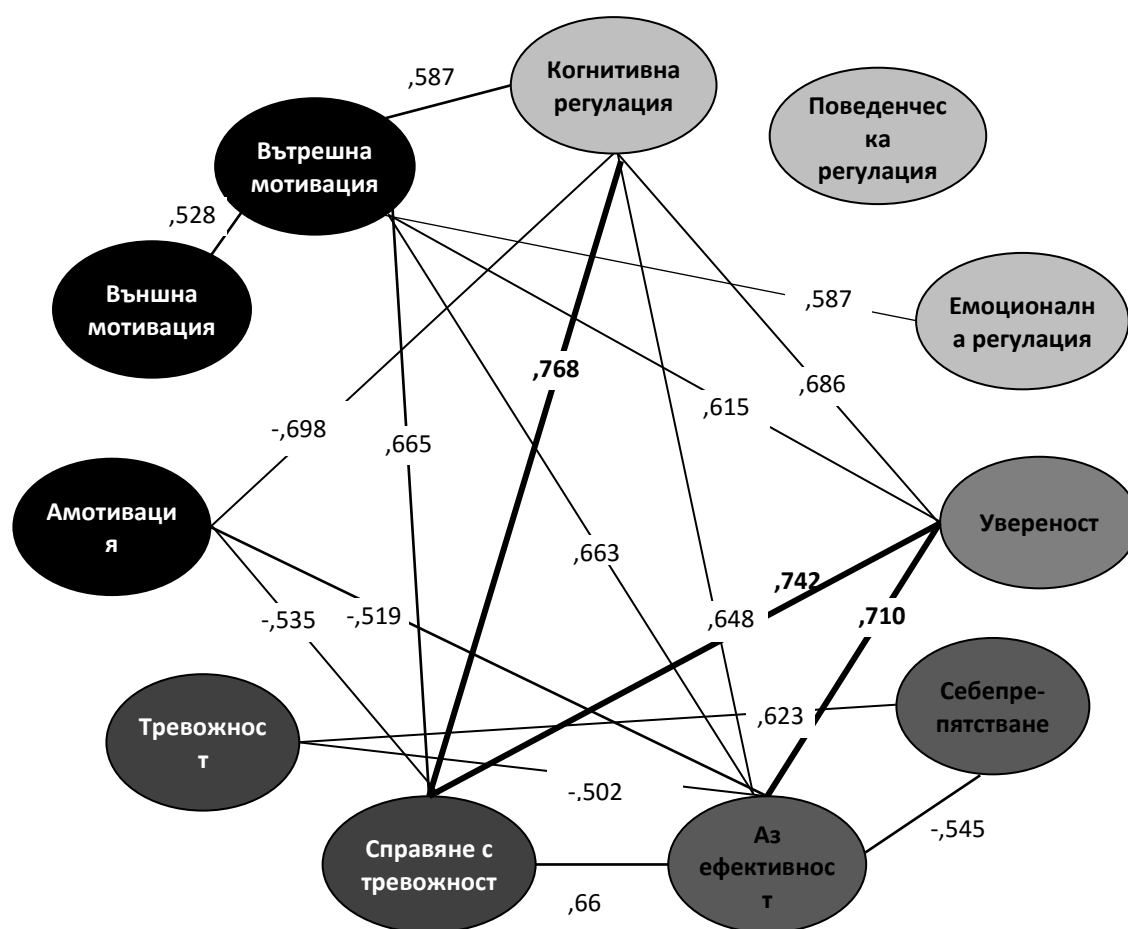 Когнитивна
регулация
,587
Поведенчес
ка
регулация
Вътрешна
мотивация
,528
Външна
мотивация
,587
Емоционалн
а регулация
,768
,686
,615
-,698
,665
Амотиваци
я
Увереност
,663
,742
-,519
-,535
,648
,710
Себепре-
пятстване
,623
Тревожнос
т
-,502
-,545
Справяне с
тревожност
Аз
ефективнос
т
,66